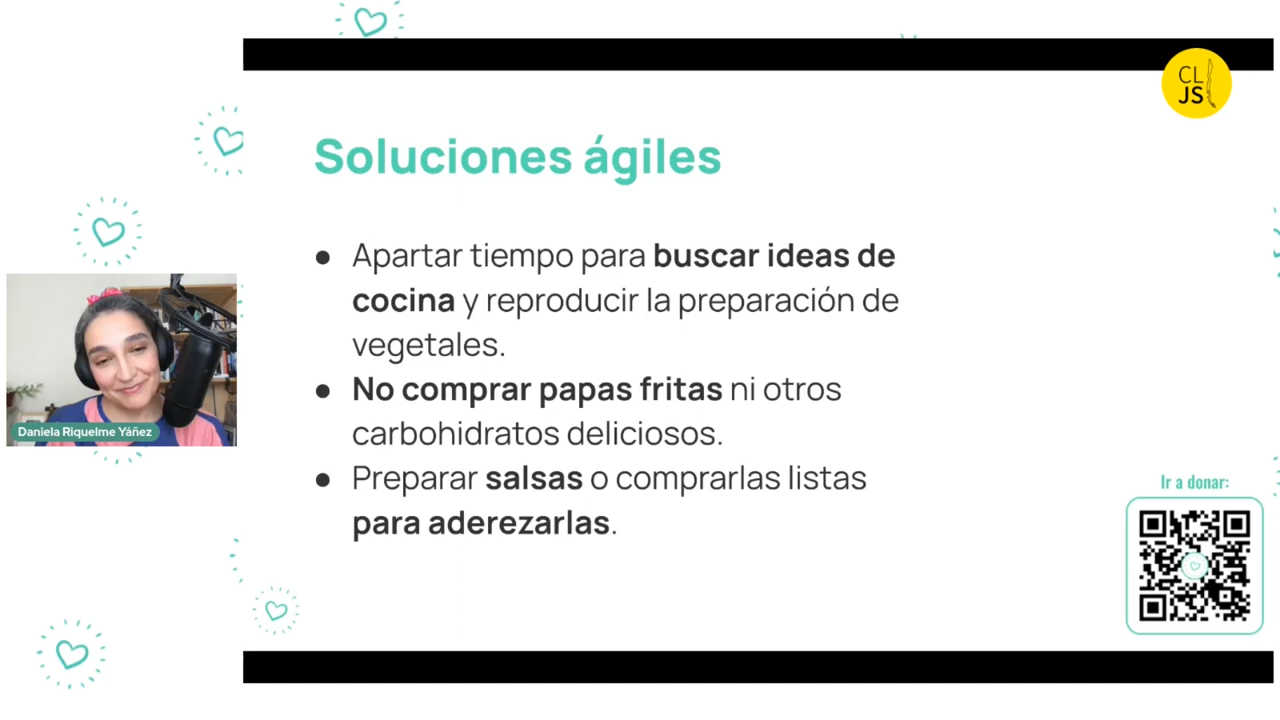 CL
JS
Soluciones ágiles
● Apartar tiempo para buscar ideas de
cocina y reproducir la preparación de
vegetales.
● No comprar papas fritas ni otros
carbohidratos deliciosos.
● Preparar salsas o comprarlas listas
para aderezarlas.
Daniela Riquelme Yáñez
Ir a donar: